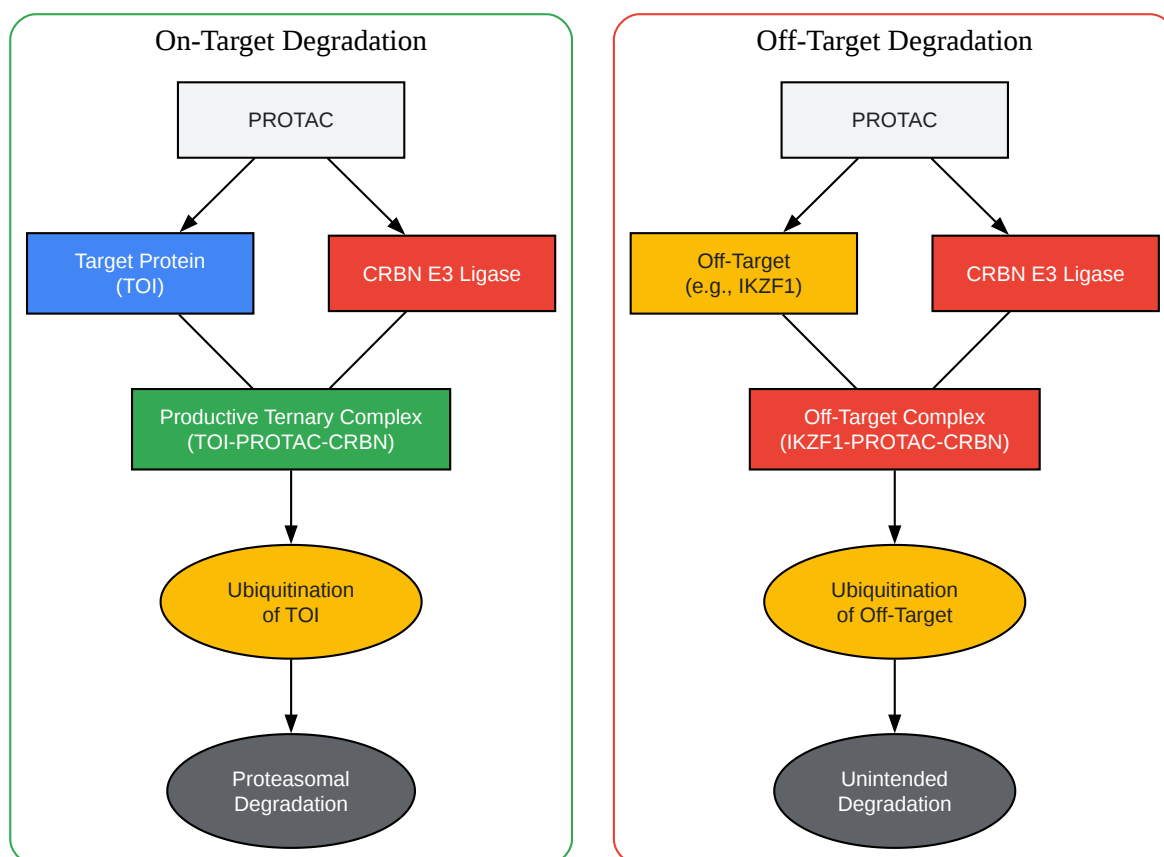 On-Target Degradation
PROTAC
Target Protein
(TOI)
CRBN E3 Ligase
Productive Ternary Complex
(TOI-PROTAC-CRBN)
Ubiquitination
of TOI
Proteasomal
Degradation
Off-Target Degradation
PROTAC
Off-Target
(e.g., IKZF1)
CRBN E3 Ligase
Off-Target Complex
(IKZF1-PROTAC-CRBN)
Ubiquitination
of Off-Target
Unintended
Degradation